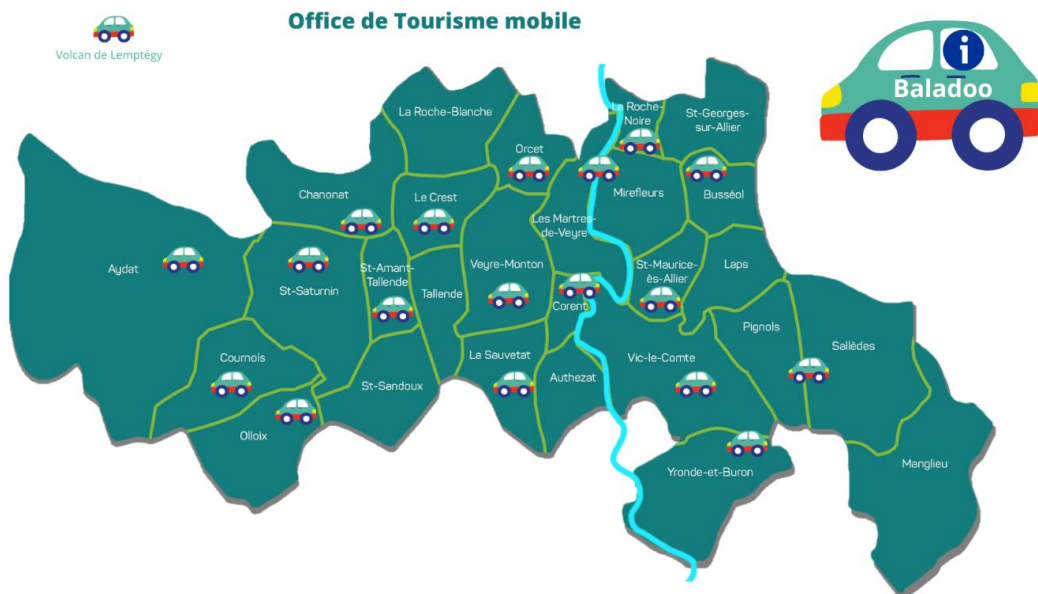 Office de Tourisme mobile
Volcan de Lemptégy
i
Baladoo
La Roche-Blanche
La Roche-
Noire
St-Georges-
sur-Allier
Orcet
Chanonat
Le Crest
Mirefleurs
Busséol
Les Martres-
de-Veyre
Aydat
St-Saturnin
St-Amant-
Tallende
Tallende
Veyre-Monton
St-Maurice-
ès-Allier
Laps
Corent
Pignols
Sallèdes
Cournols
St-Sandoux
La Sauvetat
Authezat
Vic-le-Comte
Olloix
Yronde-et-Buron
Manglieu